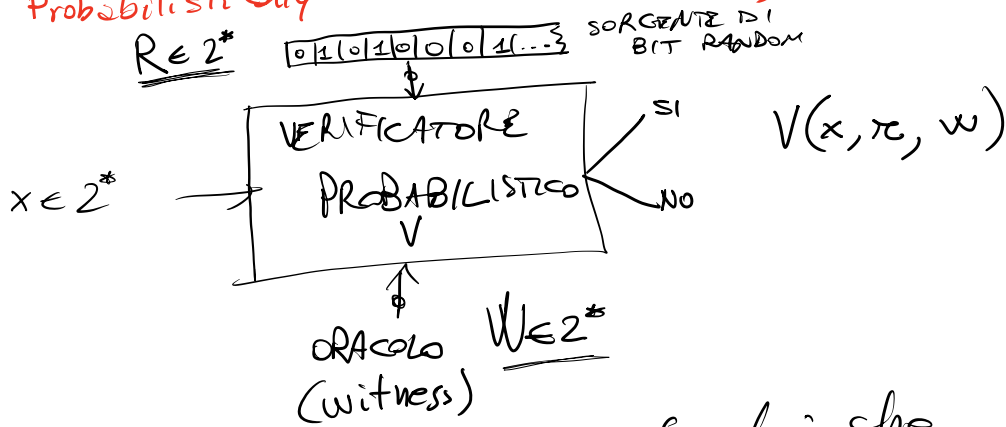 Probabilistically
R ∈ 2*
0 1 0 1 0 0 0 1 (...
SORGENTE DI
BIT RANDOM
VERIFICATORE
PROBABILISTICO
V
x ∈ 2*
SI
NO
V(x, r, w)
ORACOLO
(witness)
W ∈ 2*